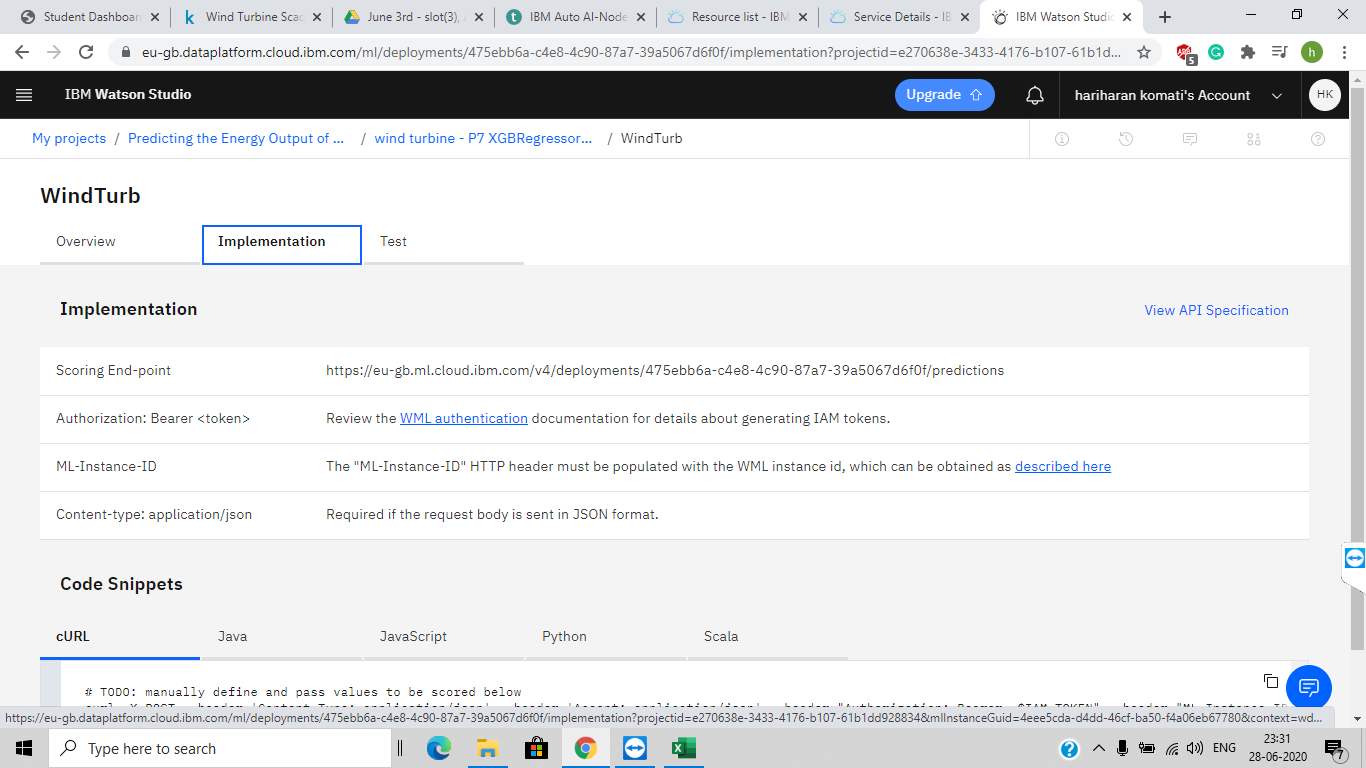 Student Dashboar
Wind Turbine Scad
June 3rd - slot(3),
IBM Auto AI-Node
Resource list - IBM
Service Details - IB
IBM Watson Studio
eu-gb.dataplatform.cloud.ibm.com/ml/deployments/475ebb6a-c4e8-4c90-87a7-39a5067d6f0f/implementation?projectid=e270638e-3433-4176-b107-61b1d...
5
h
IBM Watson Studio
Upgrade
hariharan komati's Account
HK
My projects / Predicting the Energy Output of ... / wind turbine - P7 XGBRegressor... / WindTurb
WindTurb
Overview
Implementation
Test
Implementation
View API Specification
Scoring End-point
https://eu-gb.ml.cloud.ibm.com/v4/deployments/475ebb6a-c4e8-4c90-87a7-39a5067d6f0f/predictions
Authorization: Bearer <token>
Review the WML authentication documentation for details about generating IAM tokens.
ML-Instance-ID
The "ML-Instance-ID" HTTP header must be populated with the WML instance id, which can be obtained as described here
Content-type: application/json
Required if the request body is sent in JSON format.
Code Snippets
cURL
Java
JavaScript
Python
Scala
# TODO: manually define and pass values to be scored below
https://eu-gb.dataplatform.cloud.ibm.com/ml/deployments/475ebb6a-c4e8-4c90-87a7-39a5067d6f0f/implementation?projectid=e270638e-3433-4176-b107-61b1dd928834&mlInstanceGuid=4eee5cda-d4dd-46cf-ba50-f4a06eb67780&context=wd...
Type here to search
ENG
23:31
28-06-2020
7